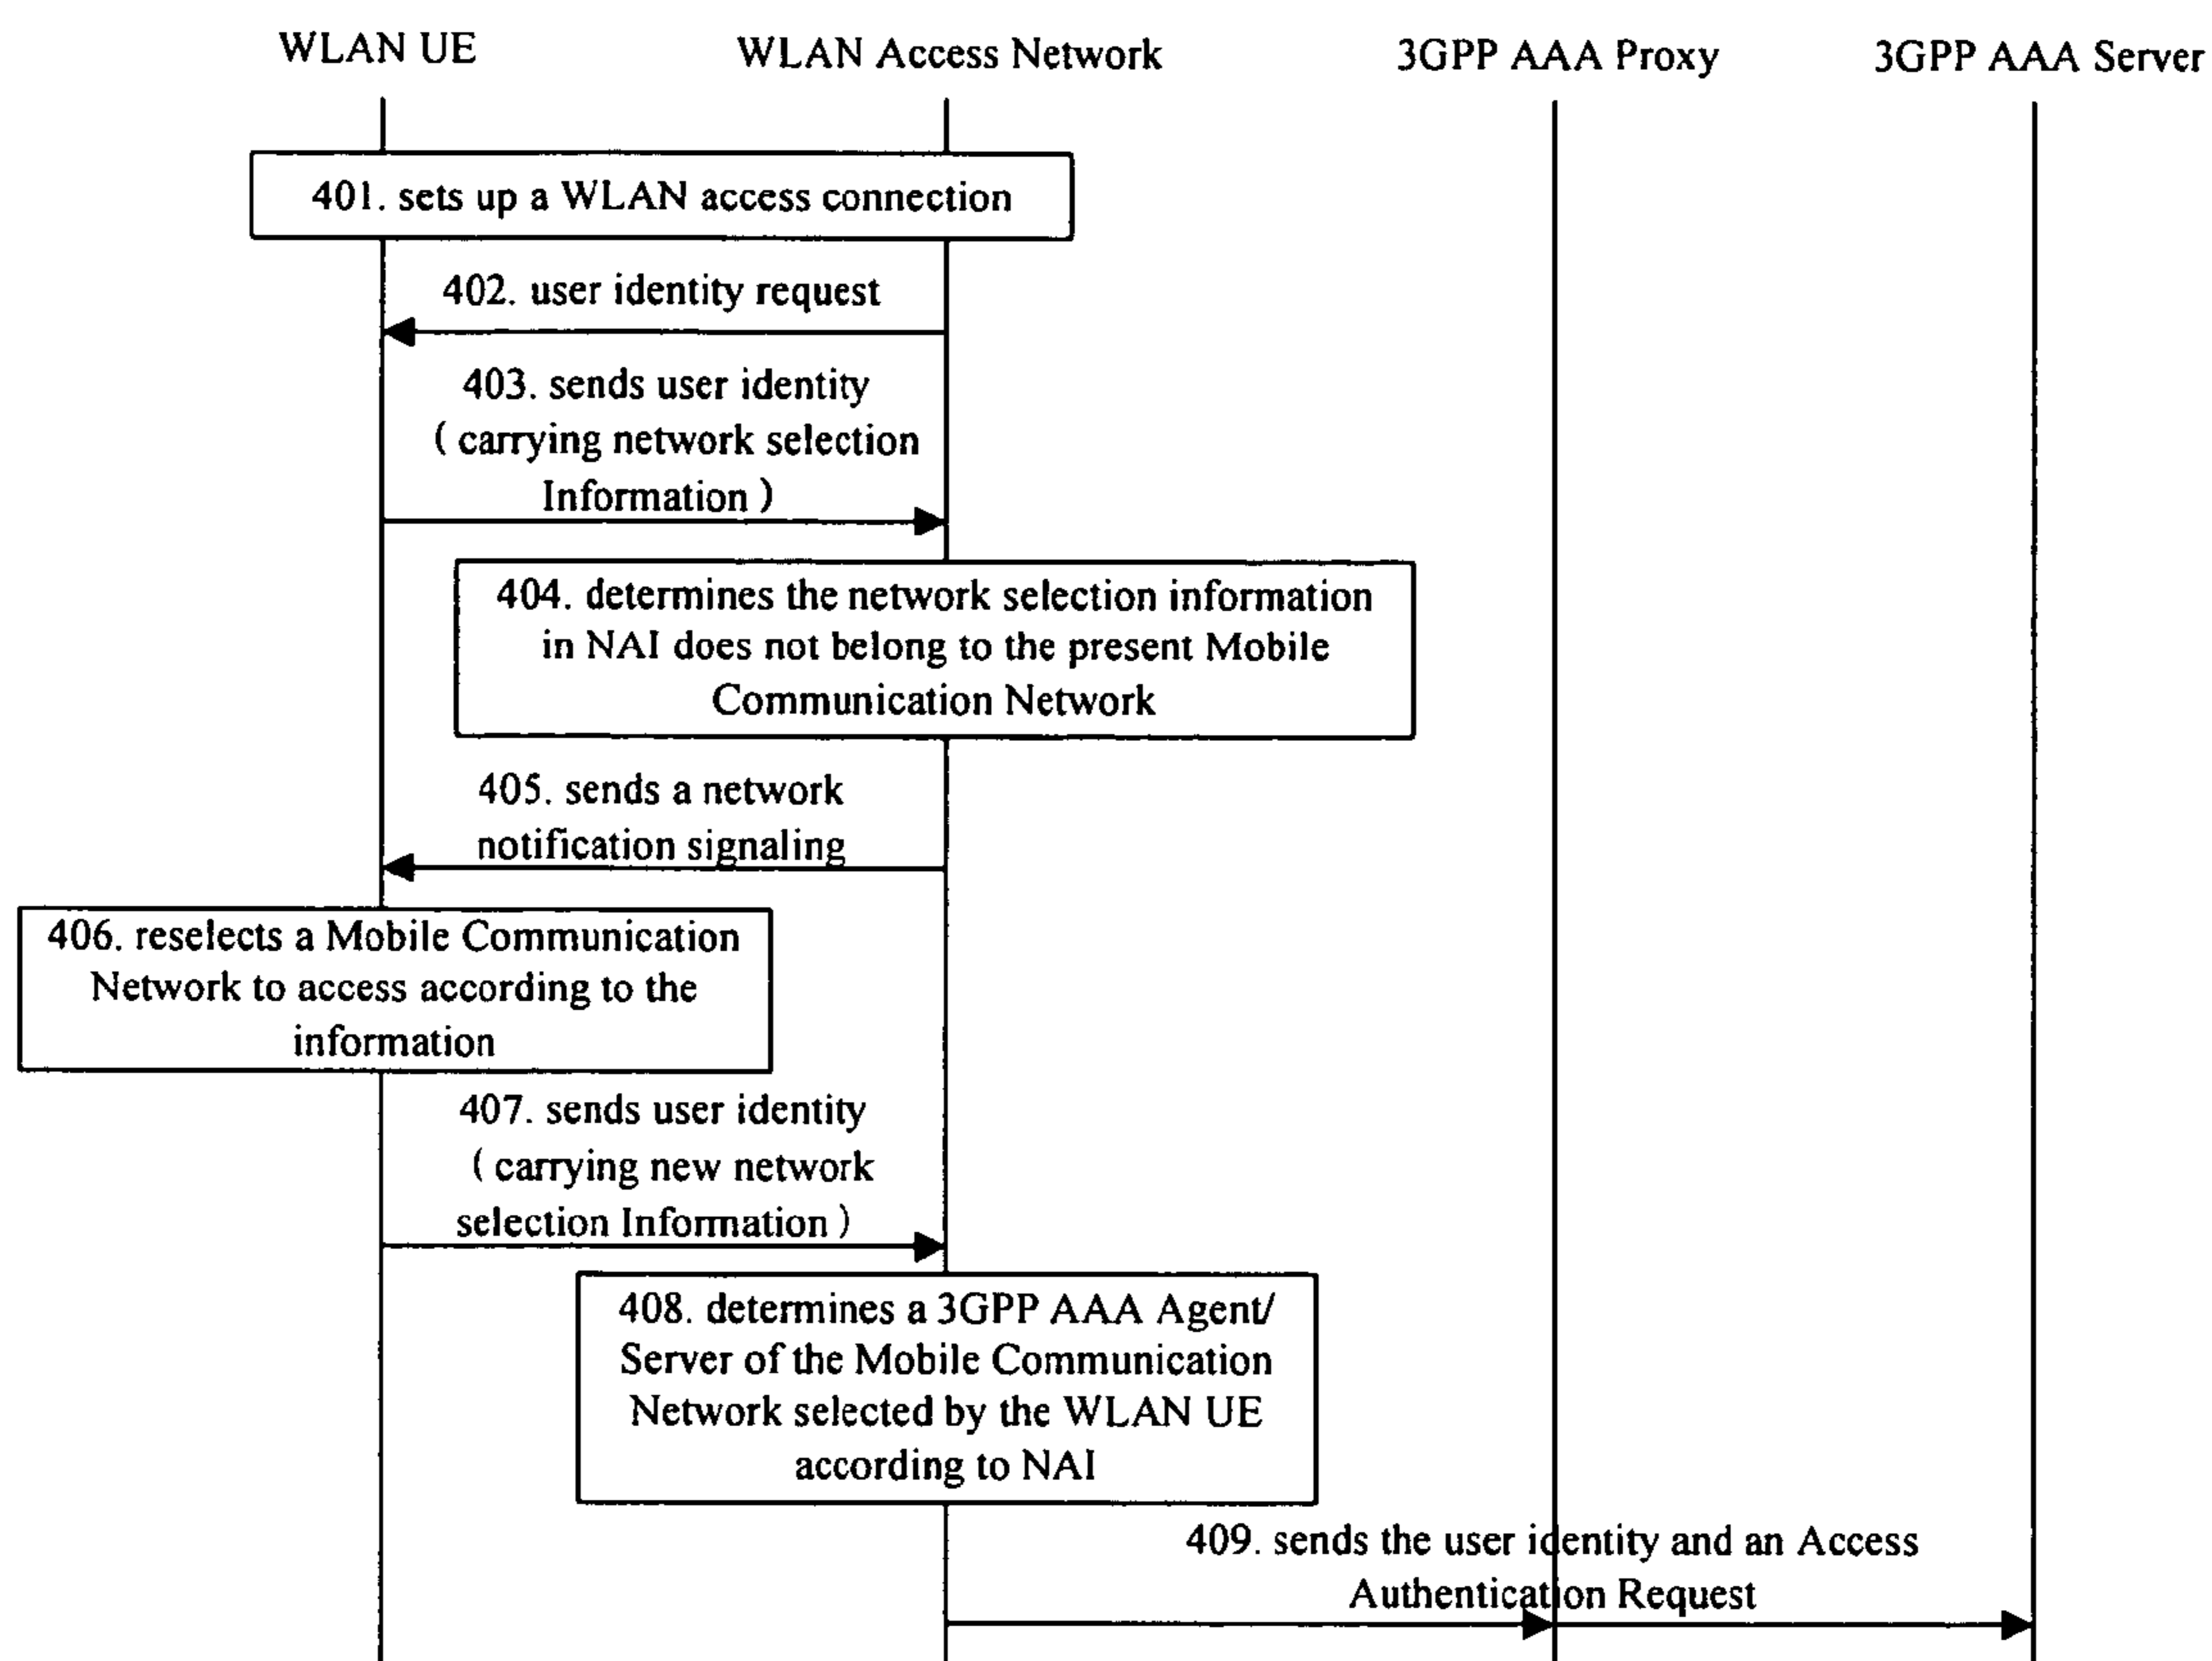 WLAN UE
WLAN Access Network
3GPP AAA Proxy
3GPP AAA Server
401. sets up a WLAN access connection
402. user identity request
403. sends user identity
( carrying network selection
Information )
404. determines the network selection information
in NAI does not belong to the present Mobile
Communication Network
405. sends a network
notification signaling
406. reselects a Mobile Communication
Network to access according to the
information
407. sends user identity
( carrying new network
selection Information )
408. determines a 3GPP AAA Agent/
Server of the Mobile Communication
Network selected by the WLAN UE
according to NAI
409. sends the user identity and an Access
Authentication Request